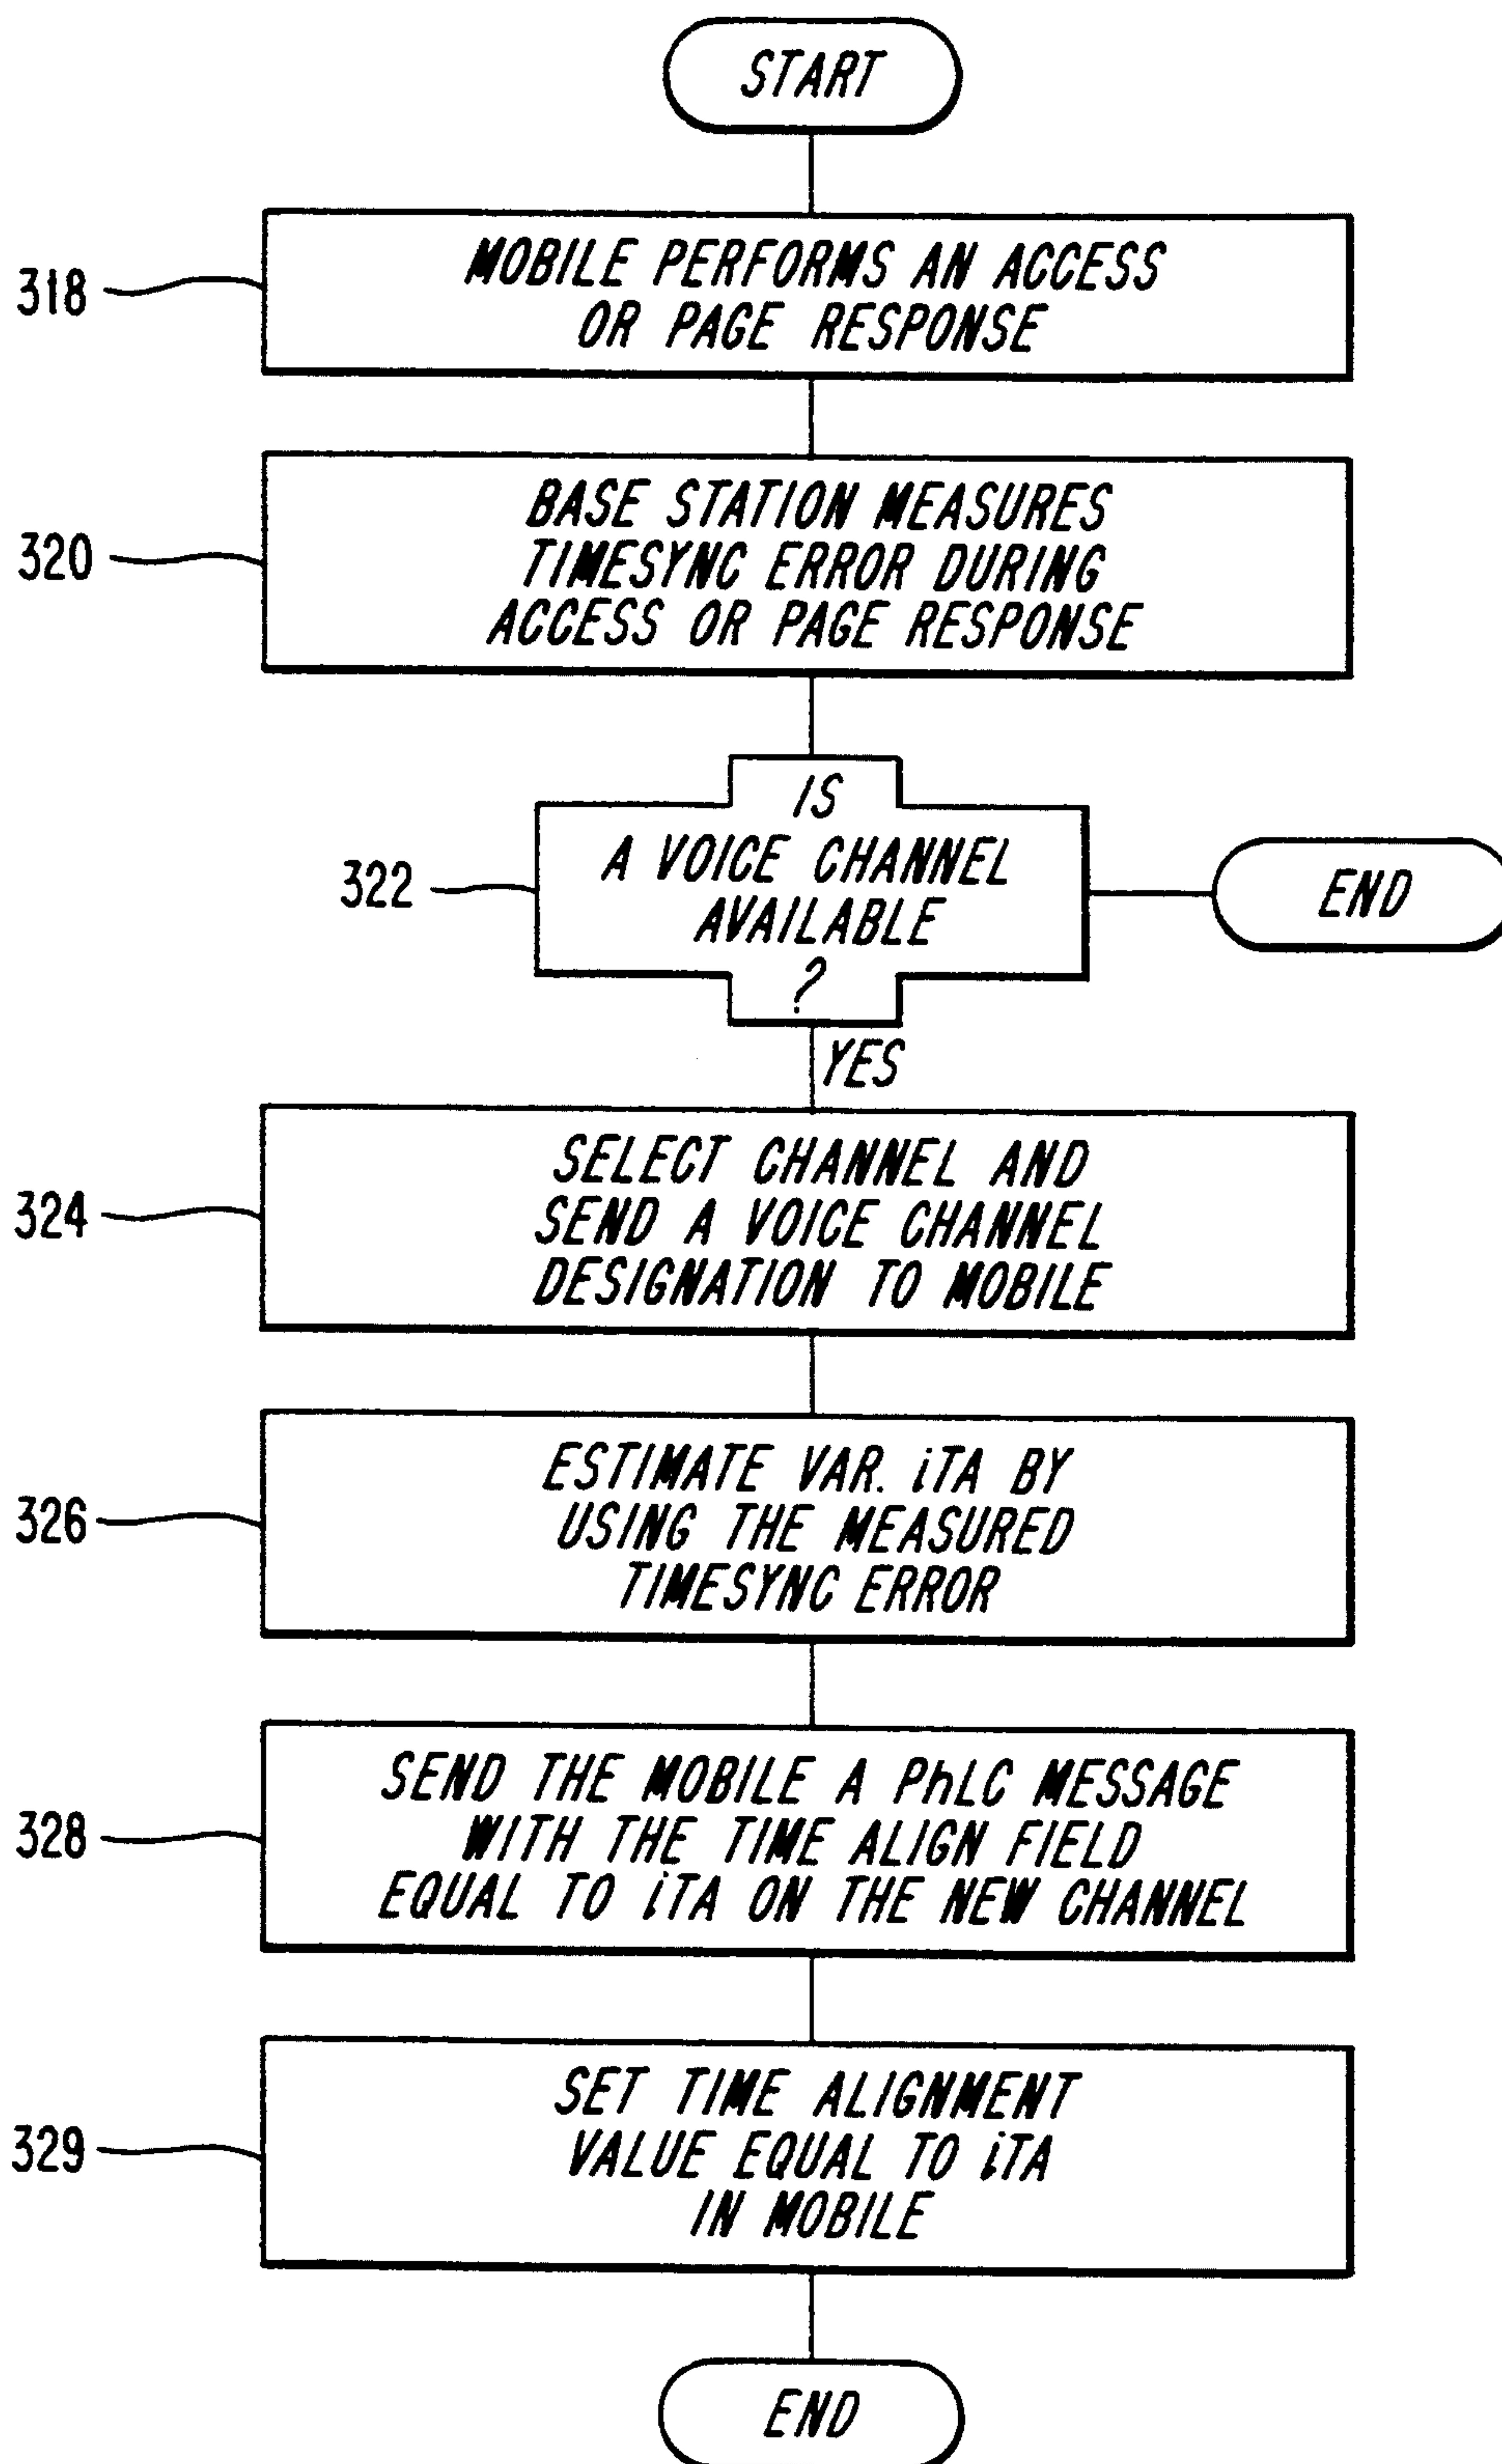 START
318
MOBILE PERFORMS AN ACCESS
OR PAGE RESPONSE
320
BASE STATION MEASURES
TIMESYNC ERROR DURING
ACCESS OR PAGE RESPONSE
322
IS
A VOICE CHANNEL
AVAILABLE
?
END
YES
324
SELECT CHANNEL AND
SEND A VOICE CHANNEL
DESIGNATION TO MOBILE
326
ESTIMATE VAR. iTA BY
USING THE MEASURED
TIMESYNC ERROR
328
SEND THE MOBILE A PhLC MESSAGE
WITH THE TIME ALIGN FIELD
EQUAL TO iTA ON THE NEW CHANNEL
329
SET TIME ALIGNMENT
VALUE EQUAL TO iTA
IN MOBILE
END